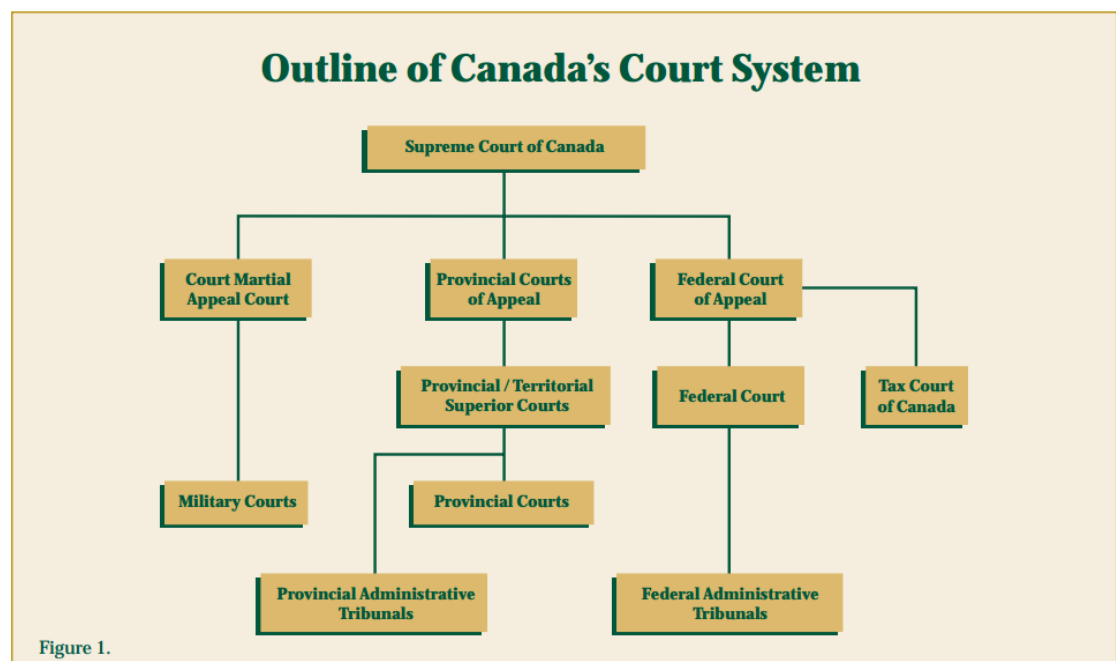 Outline of Canada's Court System
Supreme Court of Canada
Court Martial
Appeal Court
Provincial Courts
of Appeal
Federal Court
of Appeal
Provincial / Territorial
Superior Courts
Federal Court
Tax Court
of Canada
Military Courts
Provincial Courts
Provincial Administrative
Tribunals
Federal Administrative
Tribunals
Figure 1.